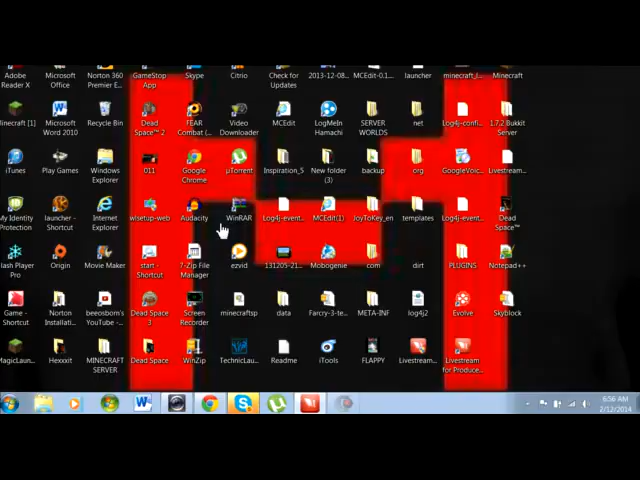 Adobe Reader X
Microsoft Office
Norton 360 Premier E...
GameStop App
Skype
Citrio
Check for Updates
2013-12-08...
MCEdit-0.1...
launcher
minecraft_l...
Minecraft
Minecraft [1]
Microsoft Word 2010
Recycle Bin
Dead Space™ 2
FEAR Combat (...
Video Downloader
MCEdit
LogMeIn Hamachi
SERVER WORLDS
net
Log4j-confi...
1.7.2 Bukkit Server
iTunes
Play Games
Windows Explorer
011
Google Chrome
µTorrent
Inspiration_5
New folder (3)
backup
org
GoogleVoic...
Livestream...
My Identity Protection
launcher - Shortcut
Internet Explorer
wlsetup-web
Audacity
WinRAR
Log4j-event...
MCEdit(1)
JoyToKey_en
.templates
Log4j-event...
Dead Space™
Flash Player Pro
Origin
Movie Maker
start - Shortcut
7-Zip File Manager
ezvid
131205-21...
Mobogenie
com
dirt
PLUGINS
Notepad++
Game - Shortcut
Norton Installati...
beeosborn's YouTube -...
Dead Space 3
Screen Recorder
minecraftsp
data
Farcry-3-te...
META-INF
log4j2
Evolve
Skyblock
MagicLaun...
Hexxit
MINECRAFT SERVER
Dead Space
WinZip
TechnicLau...
Readme
iTools
FLAPPY
Livestream...
Livestream for Produce...
6:56 AM
2/12/2014